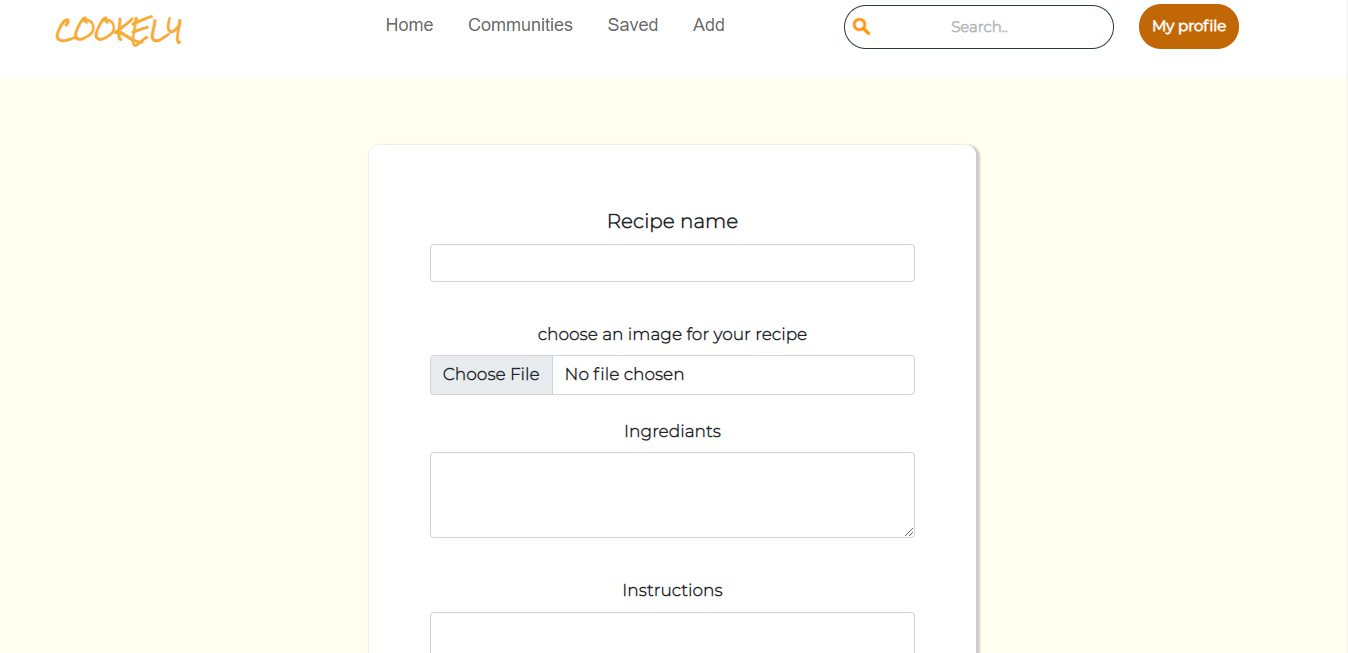 COOKELY
Home Communities Saved Add
Search..
My profile
Recipe name
choose an image for your recipe
Choose File No file chosen
Ingrediants
Instructions